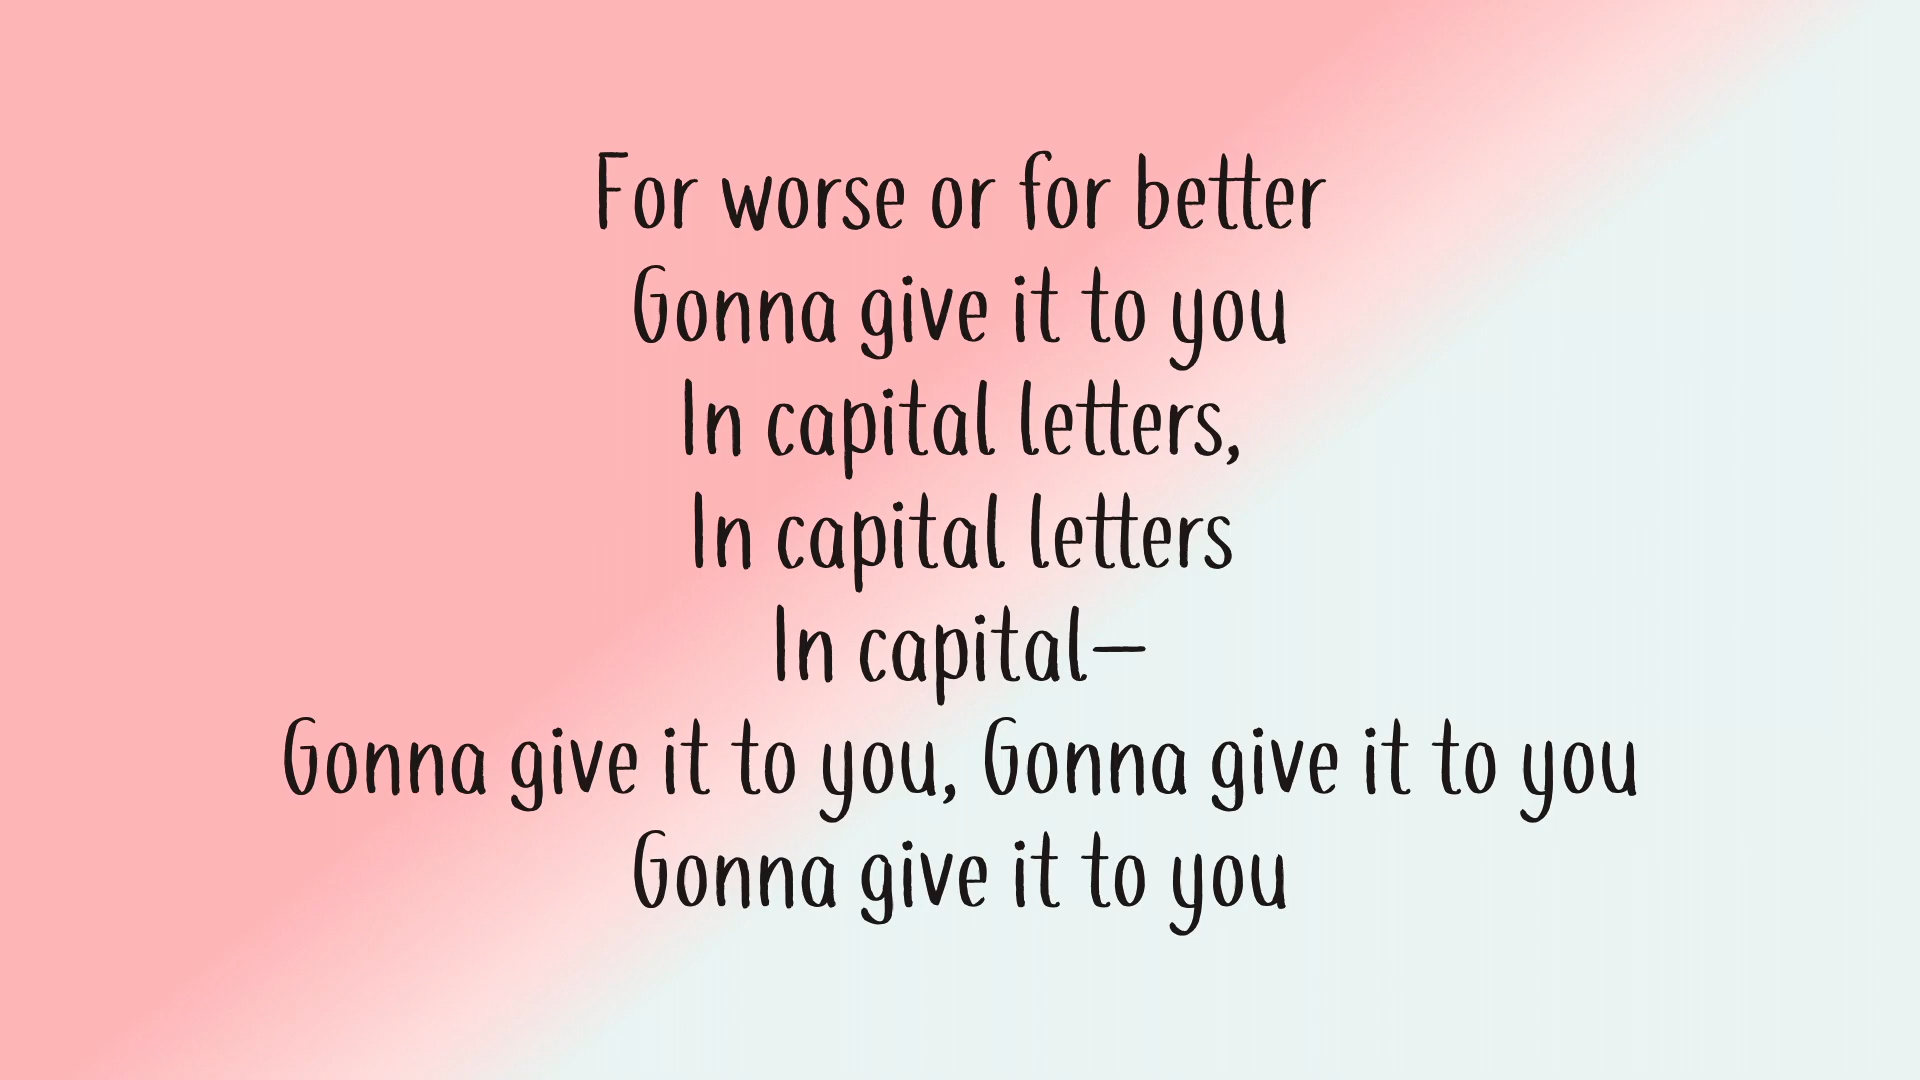 For worse or for better
Gonna give it to you
In capital letters,
In capital letters
In capital—
Gonna give it to you, Gonna give it to you
Gonna give it to you